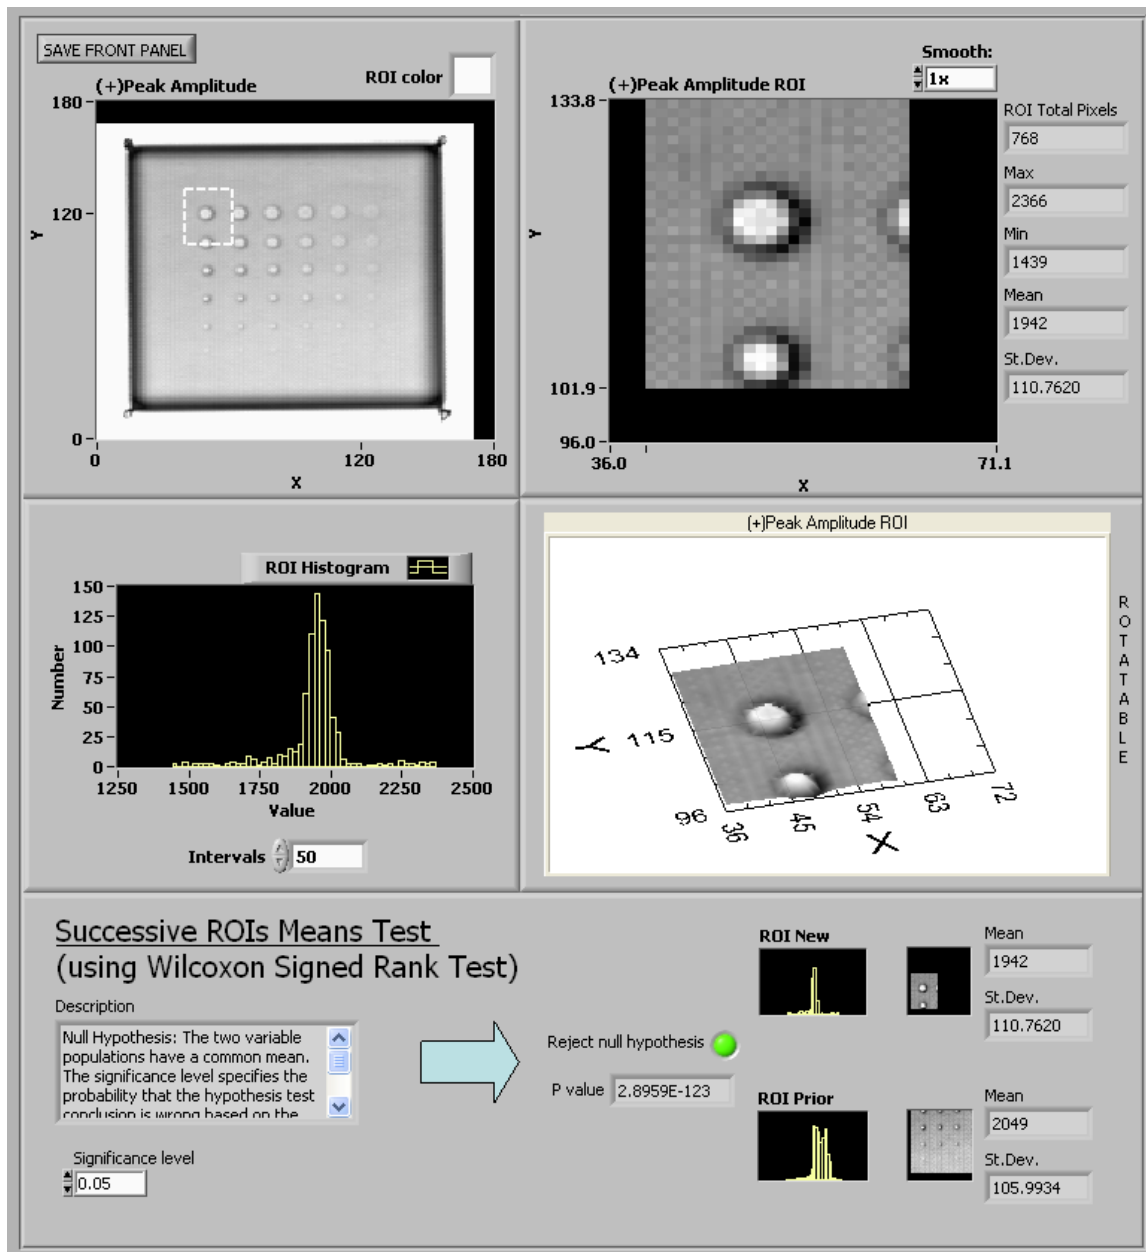 SAVE FRONT PANEL
(+)Peak Amplitude
ROI color
180
120
0
Y
0
120
180
X
Smooth:
1x
(+)Peak Amplitude ROI
133.8
101.9
96.0
Y
36.0
71.1
X
ROI Total Pixels
768
Max
2366
Min
1439
Mean
1942
St.Dev.
110.7620
ROI Histogram
150
125
100
75
50
25
0
Number
1250
1500
1750
2000
2250
2500
Value
Intervals
50
(+)Peak Amplitude ROI
134
Y
115
96
36
45
54
63
72
X
ROTATABLE
Successive ROIs Means Test
(using Wilcoxon Signed Rank Test)
Description
Null Hypothesis: The two variable
populations have a common mean.
The significance level specifies the
probability that the hypothesis test
conclusion is wrong based on the
Significance level
0.05
Reject null hypothesis
P value
2.8959E-123
ROI New
Mean
1942
St.Dev.
110.7620
ROI Prior
Mean
2049
St.Dev.
105.9934